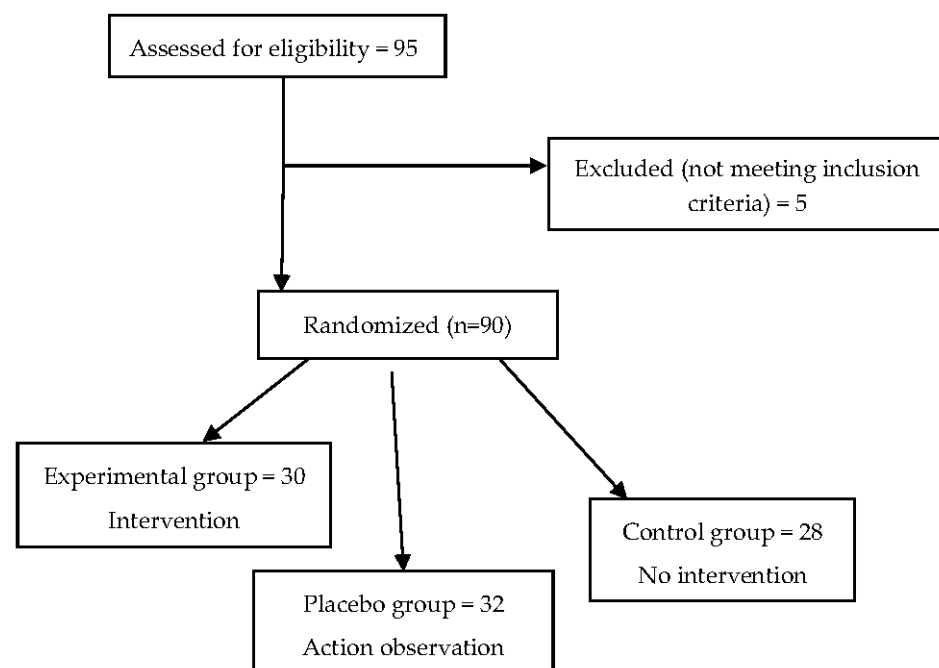 Assessed for eligibility = 95
Excluded (not meeting inclusion
criteria) = 5
Randomized (n=90)
Experimental group = 30
Intervention
Control group = 28
No intervention
Placebo group = 32
Action observation